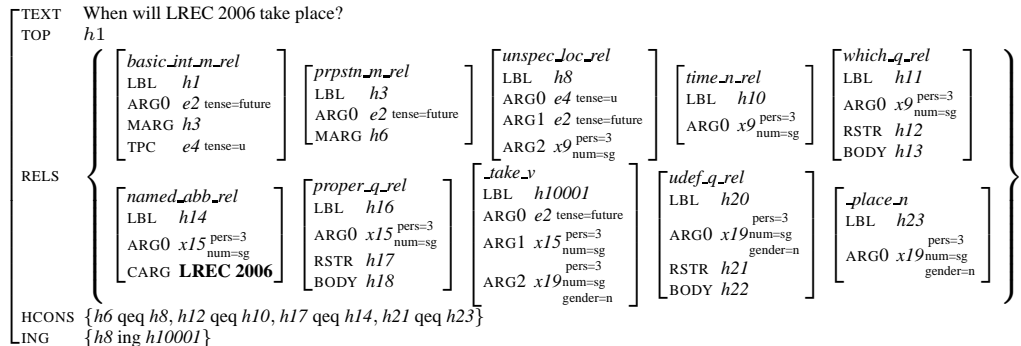 TEXT When will LREC 2006 take place?
TOP h1
RELS
basic_int_m_rel
LBL h1
ARG0 e2 tense=future
MARG h3
TPC e4 tense=u
prpstn_m_rel
LBL h3
ARG0 e2 tense=future
MARG h6
unspec_loc_rel
LBL h8
ARG0 e4 tense=u
ARG1 e2 tense=future
ARG2 x9 pers=3 num=sg
time_n_rel
LBL h10
ARG0 x9 pers=3 num=sg
which_q_rel
LBL h11
ARG0 x9 pers=3 num=sg
RSTR h12
BODY h13
named_abb_rel
LBL h14
ARG0 x15 pers=3 num=sg
CARG LREC 2006
proper_q_rel
LBL h16
ARG0 x15 pers=3 num=sg
RSTR h17
BODY h18
_take_v
LBL h10001
ARG0 e2 tense=future
ARG1 x15 pers=3 num=sg
ARG2 x19 pers=3 num=sg gender=n
udef_q_rel
LBL h20
ARG0 x19 pers=3 num=sg gender=n
RSTR h21
BODY h22
_place_n
LBL h23
ARG0 x19 pers=3 num=sg gender=n
HCONS {h6 qeq h8, h12 qeq h10, h17 qeq h14, h21 qeq h23}
ING {h8 ing h10001}